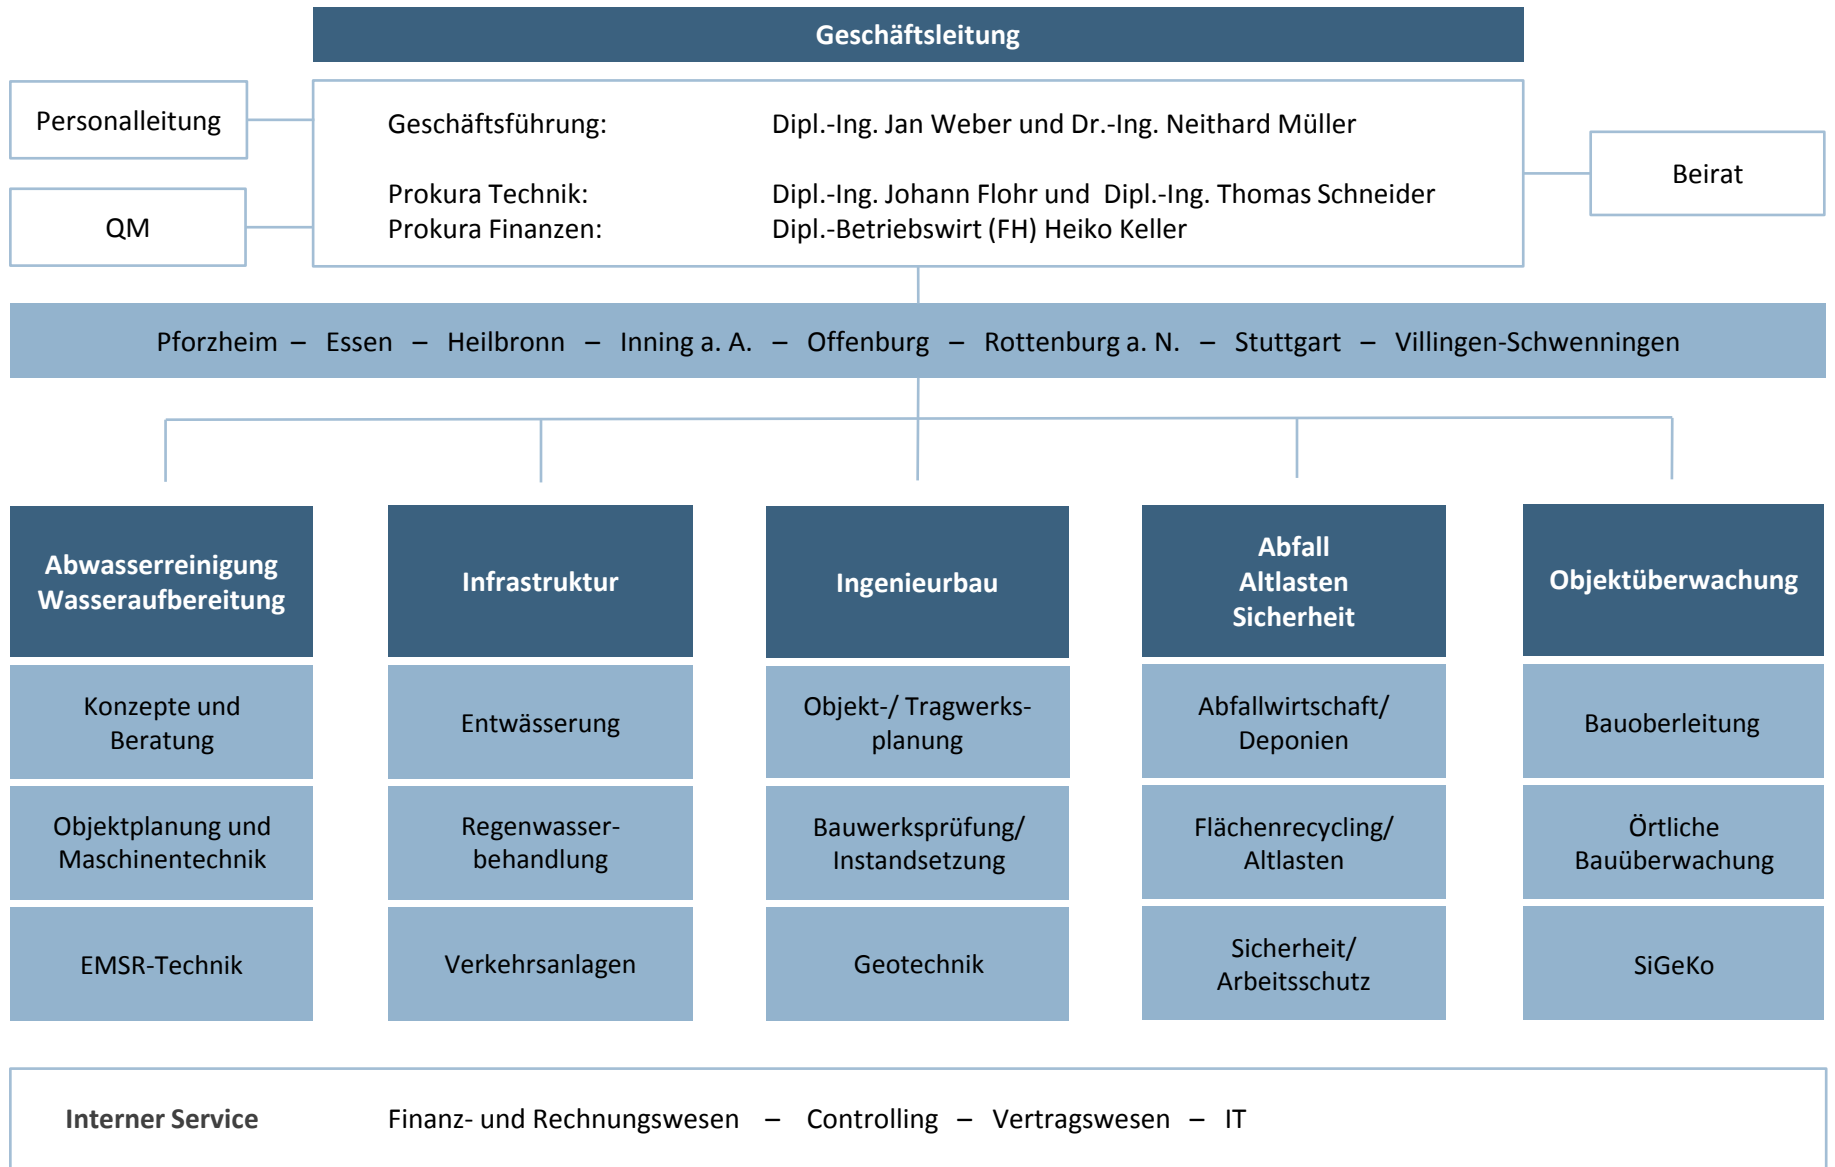 Geschäftsleitung
Personalleitung
QM
Geschäftsführung: Dipl.-Ing. Jan Weber und Dr.-Ing. Neithard Müller
Prokura Technik: Dipl.-Ing. Johann Flohr und Dipl.-Ing. Thomas Schneider
Prokura Finanzen: Dipl.-Betriebswirt (FH) Heiko Keller
Beirat
Pforzheim – Essen – Heilbronn – Inning a. A. – Offenburg – Rottenburg a. N. – Stuttgart – Villingen-Schwenningen
Abwasserreinigung
Wasseraufbereitung
Konzepte und
Beratung
Objektplanung und
Maschinentechnik
EMSR-Technik
Infrastruktur
Entwässerung
Regenwasser-
behandlung
Verkehrsanlagen
Ingenieurbau
Objekt-/ Tragwerks-
planung
Bauwerksprüfung/
Instandsetzung
Geotechnik
Abfall
Altlasten
Sicherheit
Abfallwirtschaft/
Deponien
Flächenrecycling/
Altlasten
Sicherheit/
Arbeitsschutz
Objektüberwachung
Bauoberleitung
Örtliche
Bauüberwachung
SiGeKo
Interner Service Finanz- und Rechnungswesen – Controlling – Vertragswesen – IT